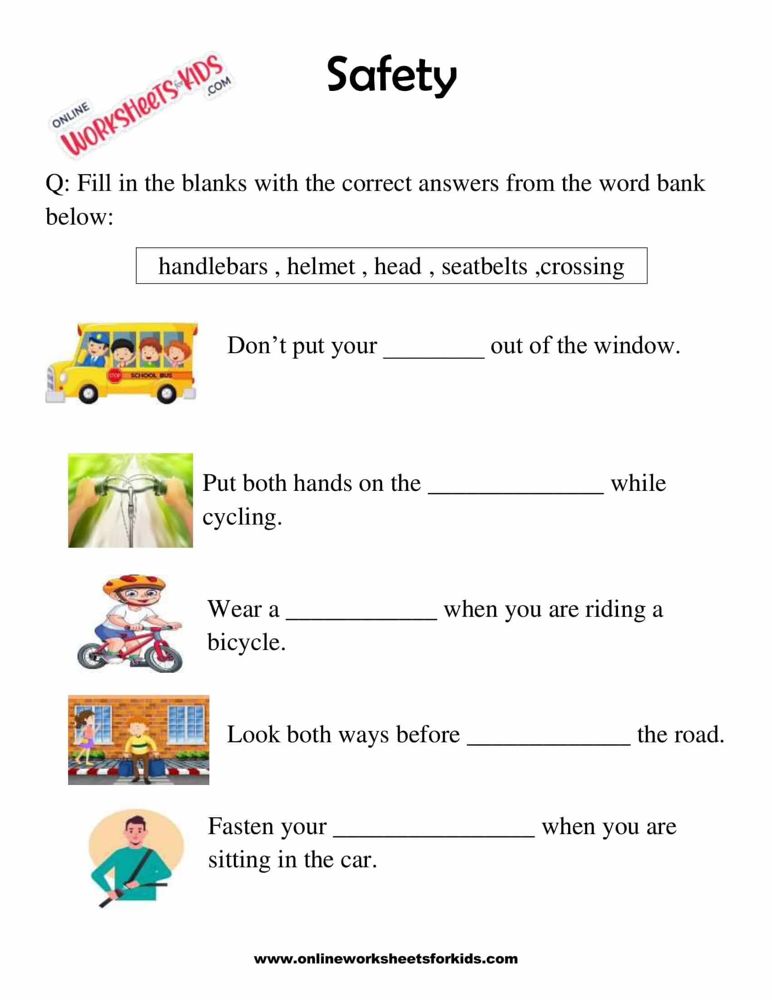 Safety
ONLINE
WORKSHEETS for KIDS
.COM
Q: Fill in the blanks with the correct answers from the word bank
below:
handlebars , helmet , head , seatbelts ,crossing
Don’t put your ________ out of the window.
STOP SCHOOL BUS
Put both hands on the ______________ while
cycling.
Wear a ____________ when you are riding a
bicycle.
Look both ways before _____________ the road.
Fasten your ________________ when you are
sitting in the car.
www.onlineworksheetsforkids.com